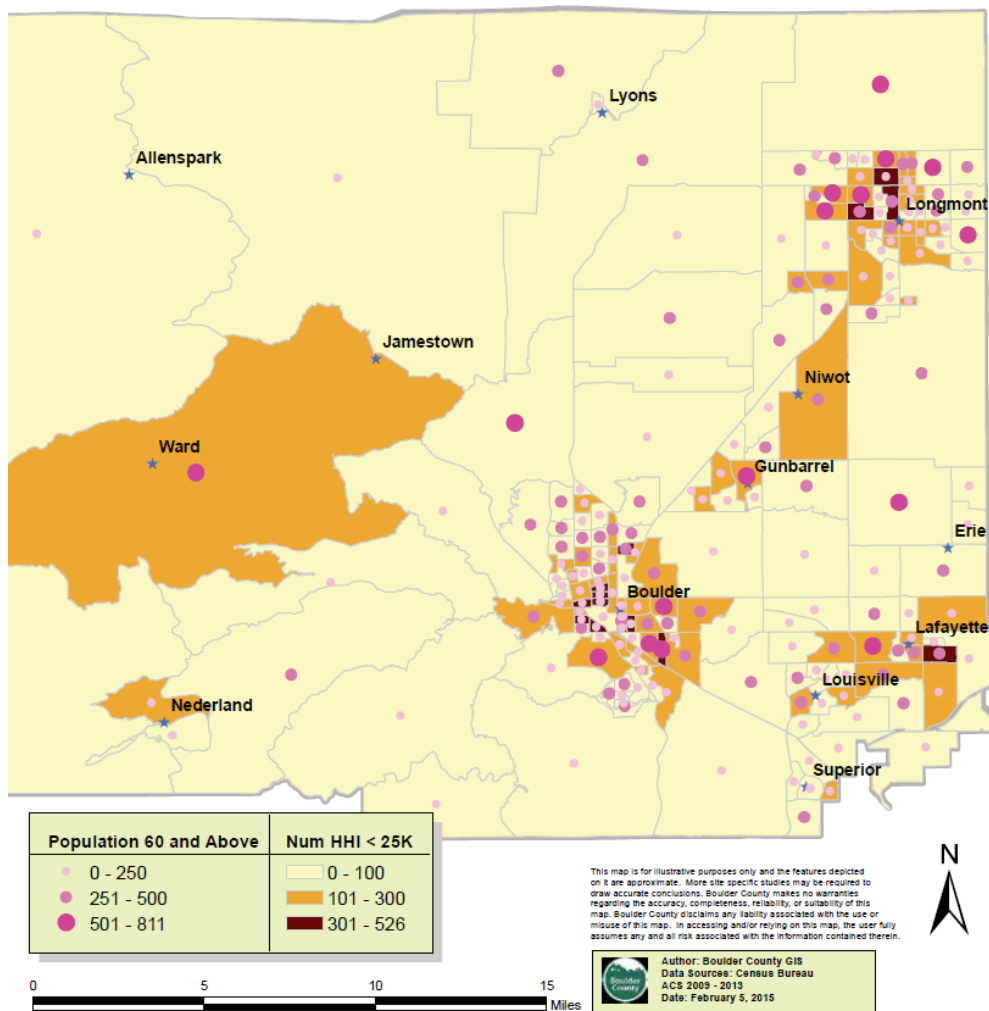 Lyons
Allenspark
Longmont
Jamestown
Niwot
Ward
Gunbarrel
Erie
Boulder
Lafayette
Louisville
Nederland
Superior
Population 60 and Above
0 - 250
251 - 500
501 - 811
Num HHI < 25K
0 - 100
101 - 300
301 - 526
This map is for illustrative purposes only and the features depicted
on it are approximate. More site specific studies may be required to
draw accurate conclusions. Boulder County makes no warranties
regarding the accuracy, completeness, reliability, or suitability of this
map. Boulder County disclaims any liability associated with the use or
misuse of this map. In accessing and/or relying on this map, the user fully
assumes any and all risk associated with the information contained therein.
N
Boulder
County
Author: Boulder County GIS
Data Sources: Census Bureau
ACS 2009 - 2013
Date: February 5, 2015
0 5 10 15
Miles